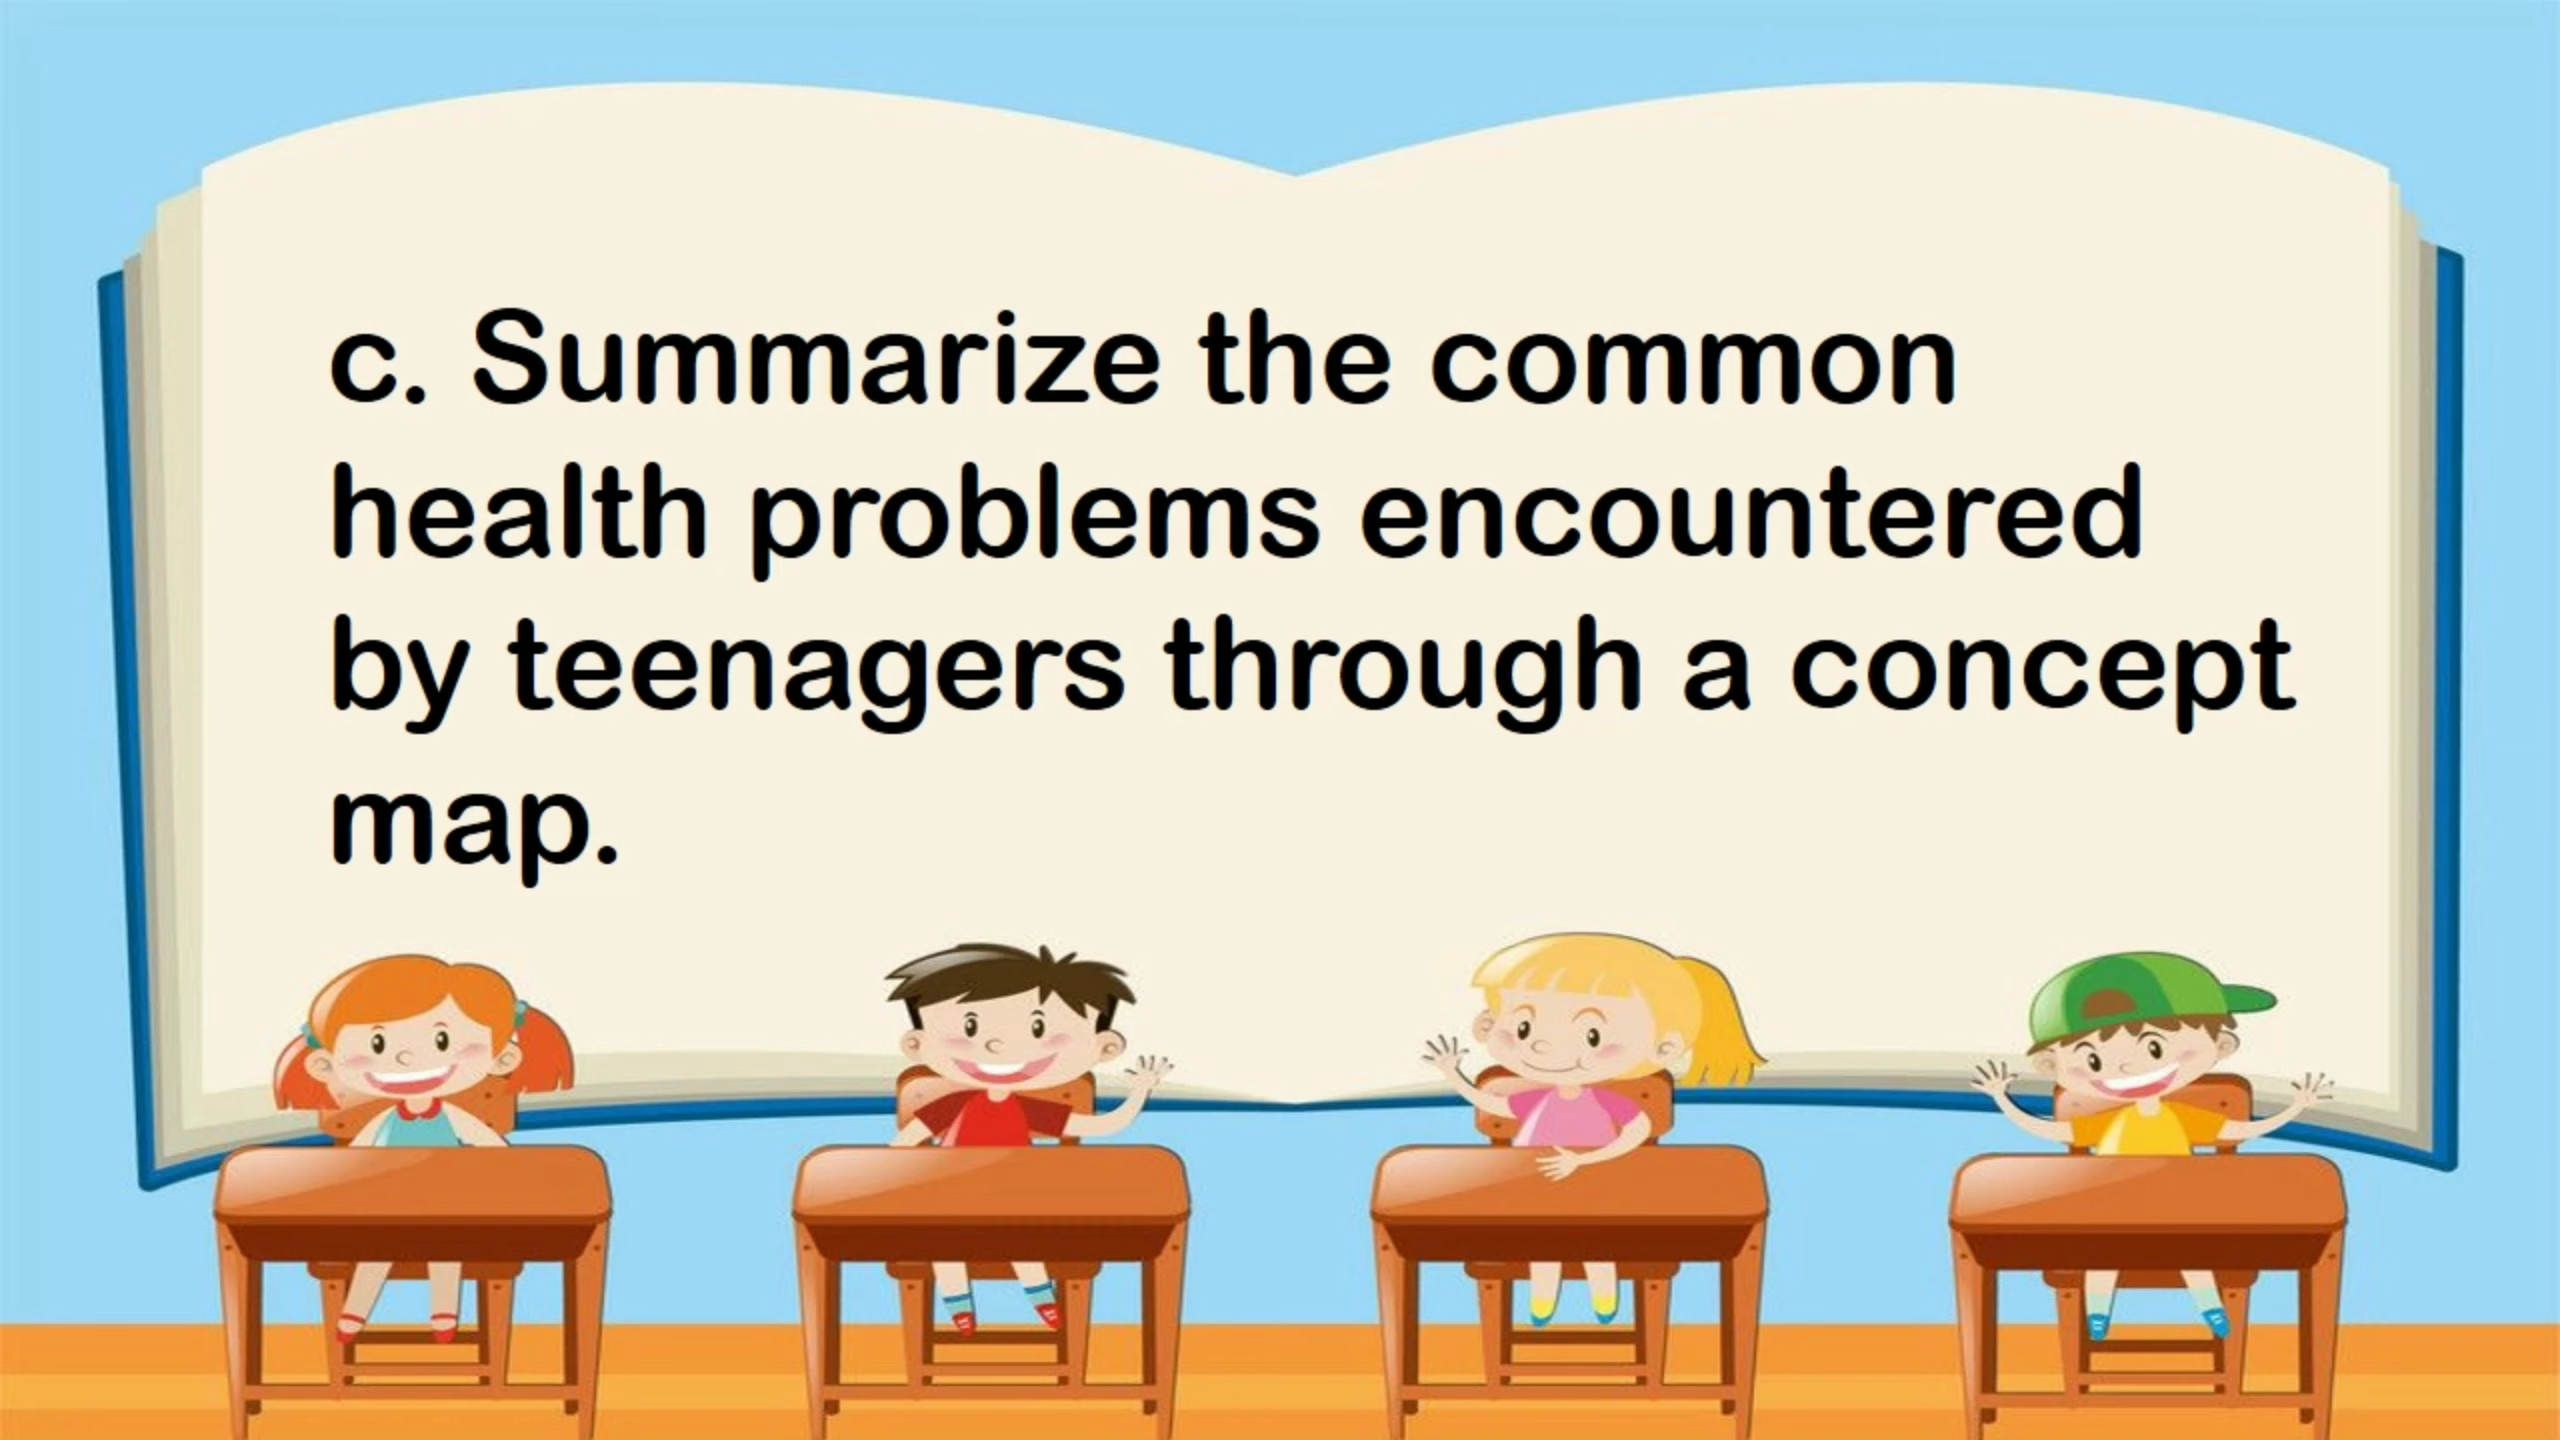 c. Summarize the common
health problems encountered
by teenagers through a concept
map.